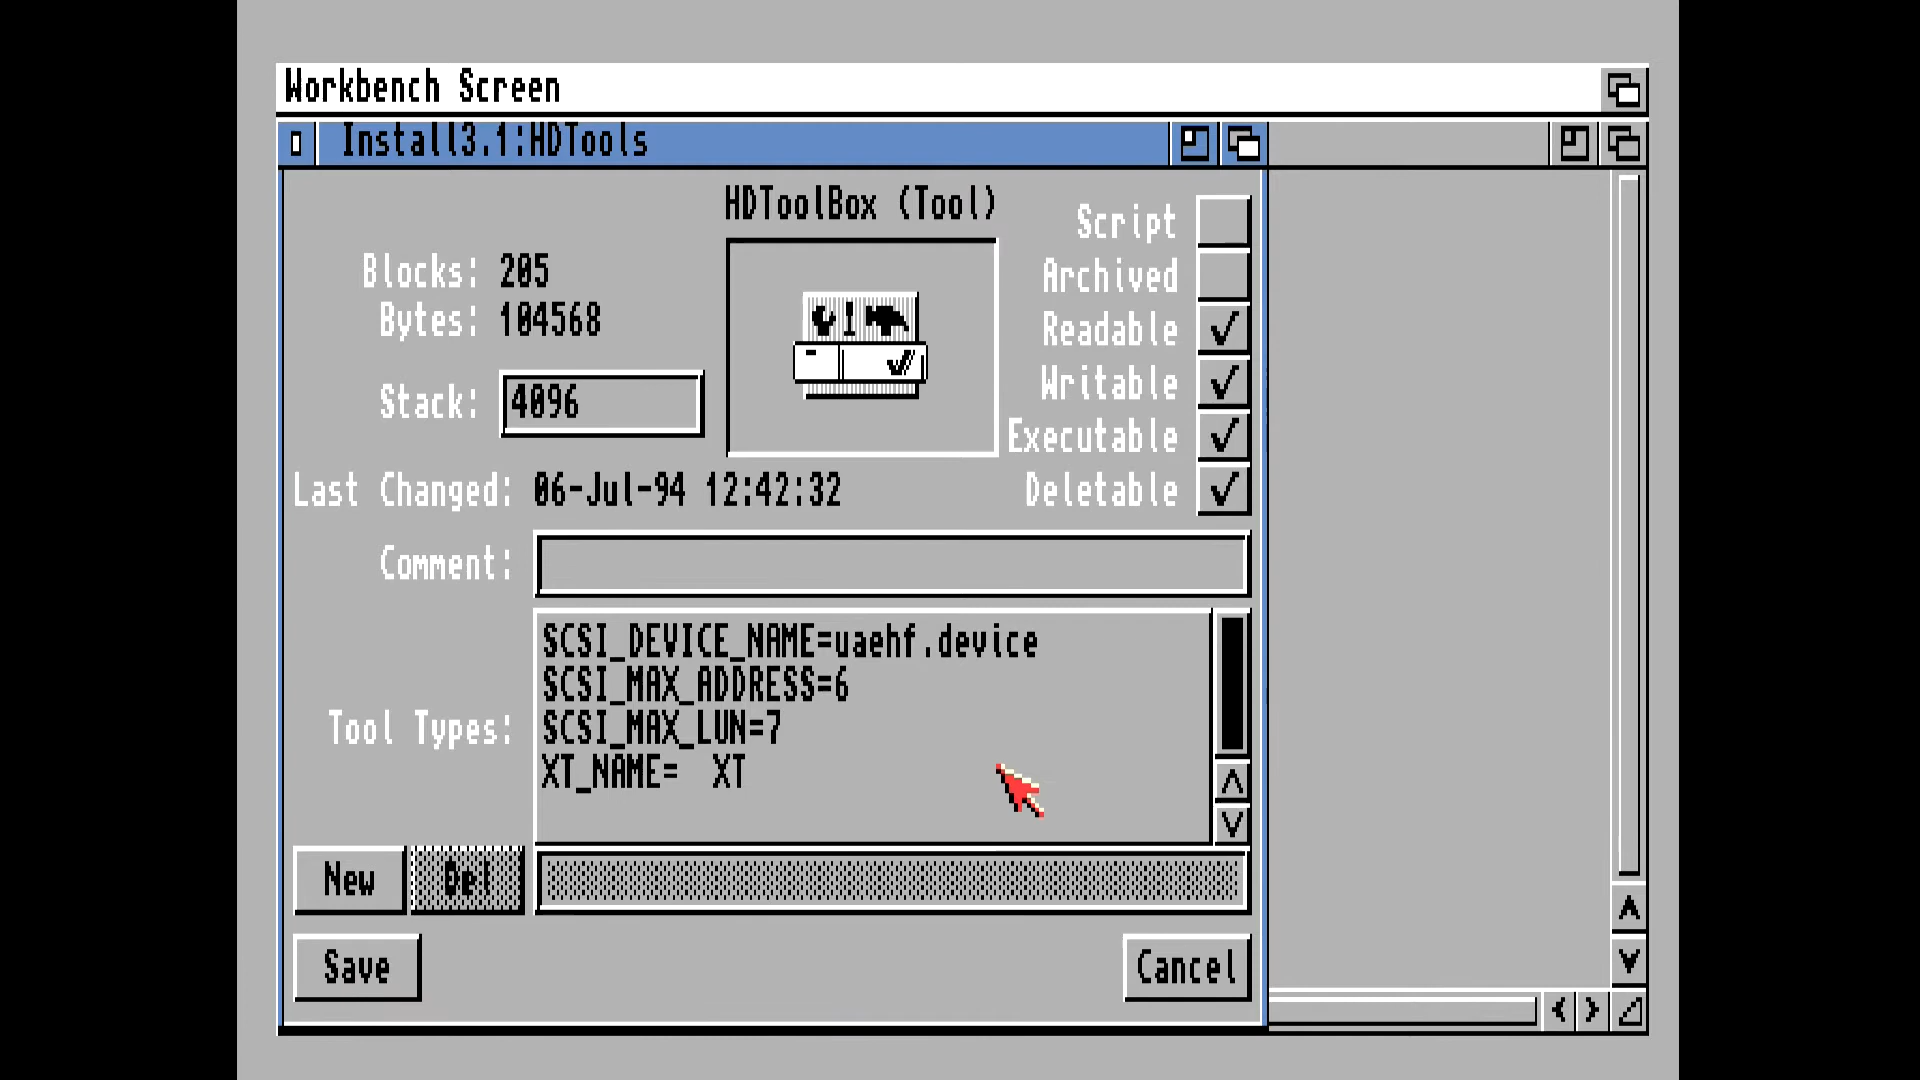 Workbench Screen
Install3.1:HDTools
HDToolBox (Tool)
Script
Archived
Blocks: 205
Bytes: 104568
Readable
Writable
Stack: 4096
Executable
Last Changed: 06-Jul-94 12:42:32
Deletable
Comment:
SCSI_DEVICE_NAME=uaehf.device
SCSI_MAX_ADDRESS=6
Tool Types: SCSI_MAX_LUN=7
XT_NAME=  XT
New Del
Save Cancel